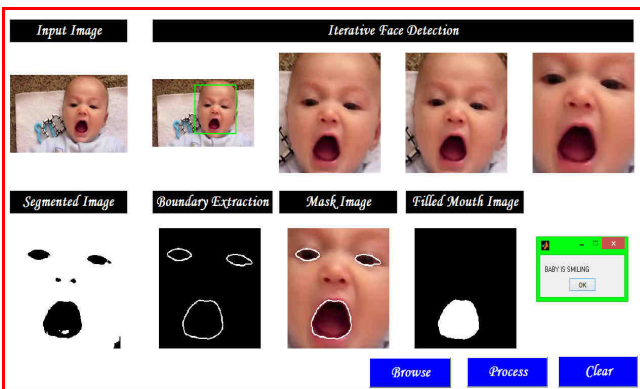 Input Image
Iterative Face Detection
Segmented Image
Boundary Extraction
Mask Image
Filled Mouth Image
BABY IS SMILING
OK
Browse
Process
Clear